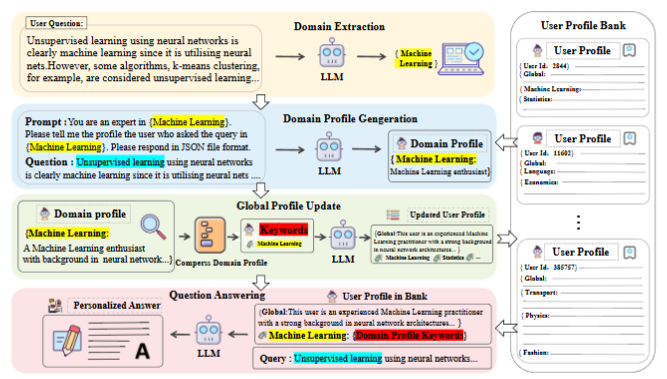 User Question:
Domain Extraction
Unsupervised learning using neural networks is
clearly machine learning since it is utilising neural
nets.However, some algorithms, k-means clustering,
for example, are considered unsupervised learning...
LLM
{Machine
Learning}
Prompt : You are an expert in {Machine Learning}.
Please tell me the profile the user who asked the query in
{Machine Learning}. Please respond in JSON file format.
Question : Unsupervised learning using neural networks
is clearly machine learning since it is utilising neural nets ....
Domain Profile Gengeration
LLM
Domain Profile
{ Machine Learning:
Machine Learning enthusiast}
Global Profile Update
Domain profile
{Machine Learning:
A Machine Learning enthusiast
with background in neural network...}
Comperss Domain Profile
Keywords
Machine Learning
LLM
Updated User Profile
{Global:This user is an experienced Machine
Learning practitioner with a strong background
in neural network architectures... }
Machine Learning Statistics ...
Question Answering
Personalized Answer
A
LLM
User Profile in Bank
{Global:This user is an experienced Machine Learning practitioner
with a strong background in neural network architectures... }
Machine Learning: {Domain Profile Keywords}
Query : Unsupervised learning using neural networks...
User Profile Bank
User Profile
{ User Id: 2844}
{ Global:
{ Machine Learning:
{ Statistics:
User Profile
{ User Id: 11602}
{ Global:
{ Language:
{ Economics:
User Profile
{ User Id: 385757}
{ Global:
{ Transport:
{ Physics:
{ Fashion: